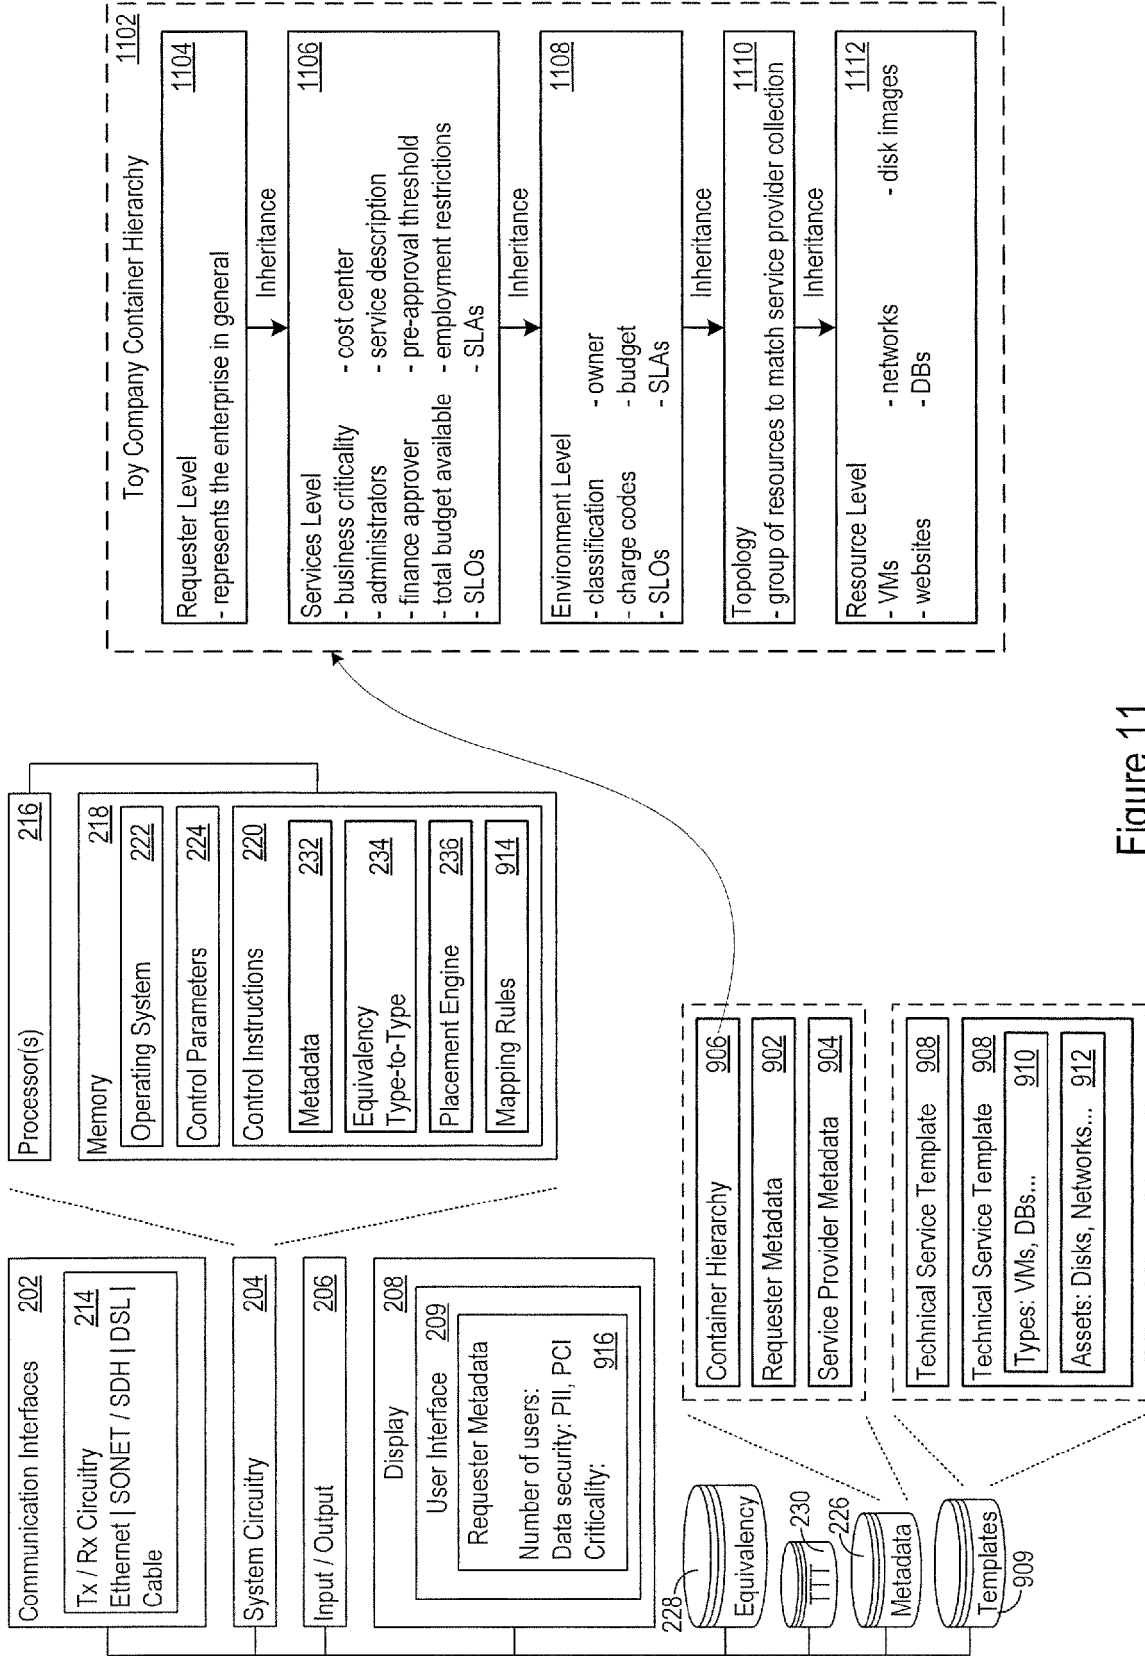 Communication Interfaces 202
Tx / Rx Circuitry 214
Ethernet | SONET / SDH | DSL |
Cable
System Circuitry 204
Input / Output 206
Display 208
User Interface 209
Requester Metadata
Number of users:
Data security: PII, PCI
Criticality: 916
228
Equivalency
TTT
230
226
Metadata
Templates
909
Processor(s) 216
Memory 218
Operating System 222
Control Parameters 224
Control Instructions 220
Metadata 232
Equivalency 234
Type-to-Type
Placement Engine 236
Mapping Rules 914
Container Hierarchy 906
Requester Metadata 902
Service Provider Metadata 904
Technical Service Template 908
Technical Service Template 908
Types: VMs, DBs... 910
Assets: Disks, Networks... 912
Toy Company Container Hierarchy 1102
Requester Level 1104
- represents the enterprise in general
Inheritance
Services Level 1106
- business criticality - cost center
- administrators - service description
- finance approver - pre-approval threshold
- total budget available - employment restrictions
- SLOs - SLAs
Inheritance
Environment Level 1108
- classification - owner
- charge codes - budget
- SLOs - SLAs
Inheritance
Topology 1110
- group of resources to match service provider collection
Inheritance
Resource Level 1112
- VMs - networks - disk images
- websites - DBs
Figure 11